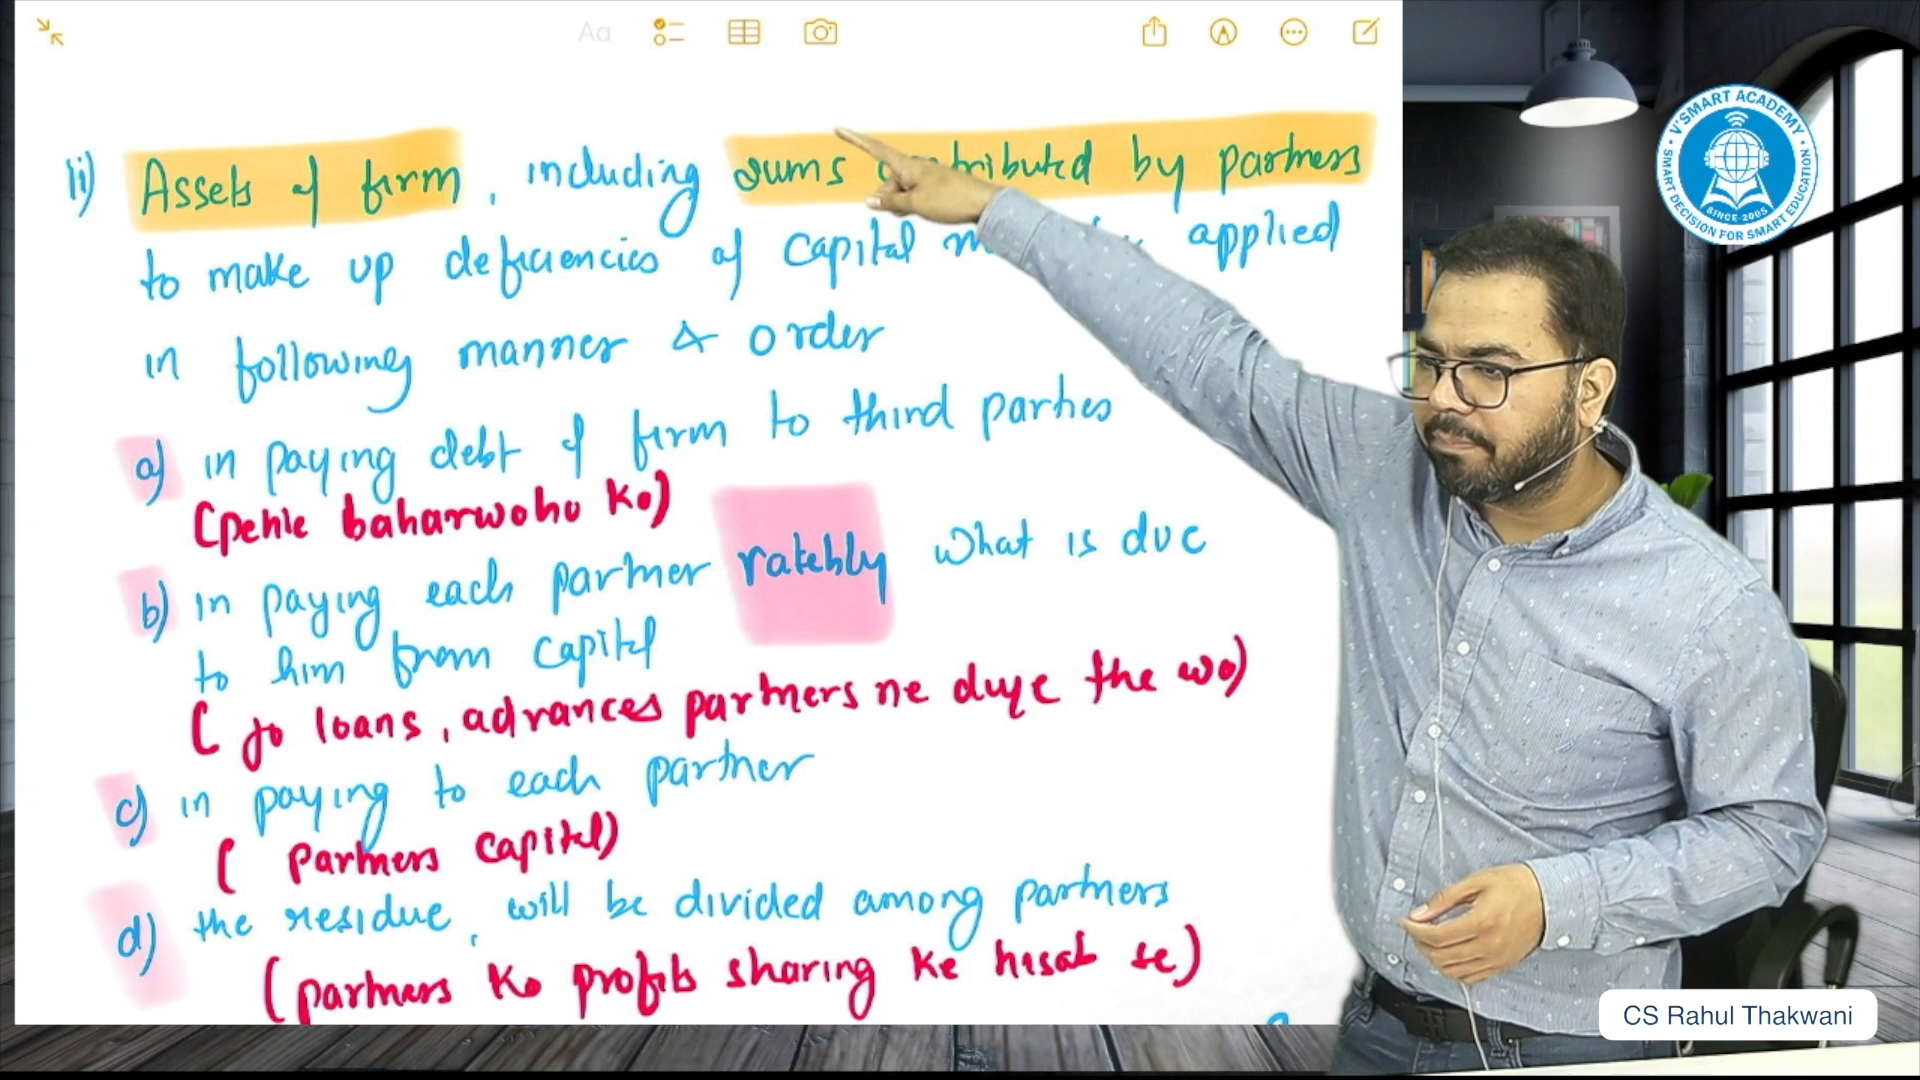 Aa
V'SMART ACADEMY
SINCE-2005
SMART DECISION FOR SMART EDUCATION
ii) Assets of firm, including sums contributed by partners
to make up deficiencies of capital applied
in following manner & order
a) in paying debt of firm to third parties
(pehle baharwoho ko)
b) in paying each partner ratebly what is due
to him from capital
( jo loans, advances partners ne duye the wo)
c) in paying to each partner
( Partners capital)
d) the residue, will be divided among partners
(partners ko profits sharing ke hisab se)
CS Rahul Thakwani